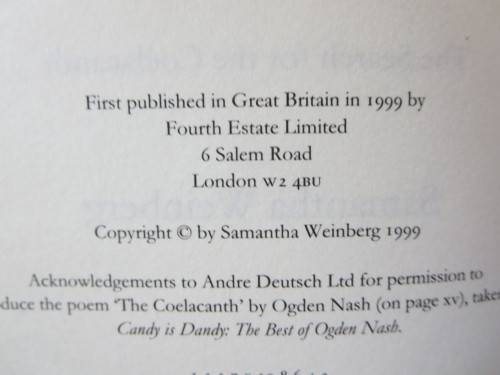 First published in Great Britain in 1999 by
Fourth Estate Limited
6 Salem Road
London W2 4BU
Copyright © by Samantha Weinberg 1999
Acknowledgements to Andre Deutsch Ltd for permission to
duce the poem 'The Coelacanth' by Ogden Nash (on page xv), take
Candy is Dandy: The Best of Ogden Nash.